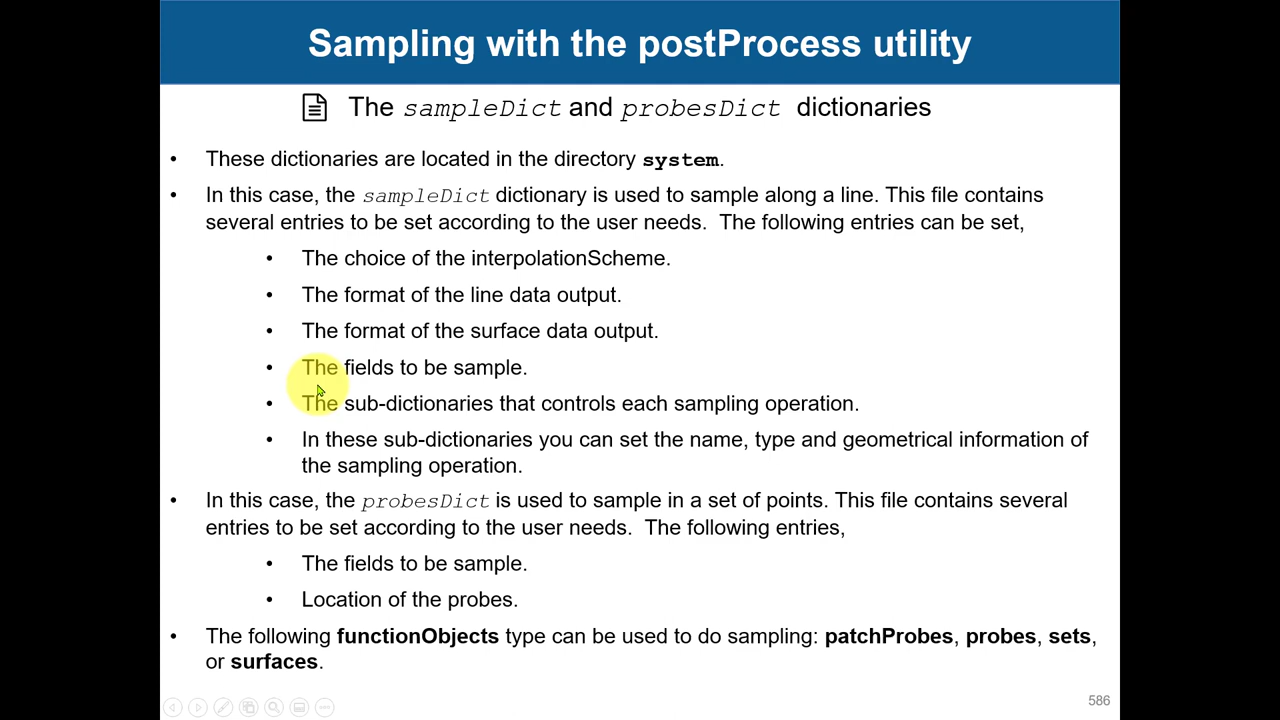 Sampling with the postProcess utility
The sampleDict and probesDict dictionaries
• These dictionaries are located in the directory system.
• In this case, the sampleDict dictionary is used to sample along a line. This file contains
several entries to be set according to the user needs. The following entries can be set,
• The choice of the interpolationScheme.
• The format of the line data output.
• The format of the surface data output.
• The fields to be sample.
• The sub-dictionaries that controls each sampling operation.
• In these sub-dictionaries you can set the name, type and geometrical information of
the sampling operation.
• In this case, the probesDict is used to sample in a set of points. This file contains several
entries to be set according to the user needs. The following entries,
• The fields to be sample.
• Location of the probes.
• The following functionObjects type can be used to do sampling: patchProbes, probes, sets,
or surfaces.
586